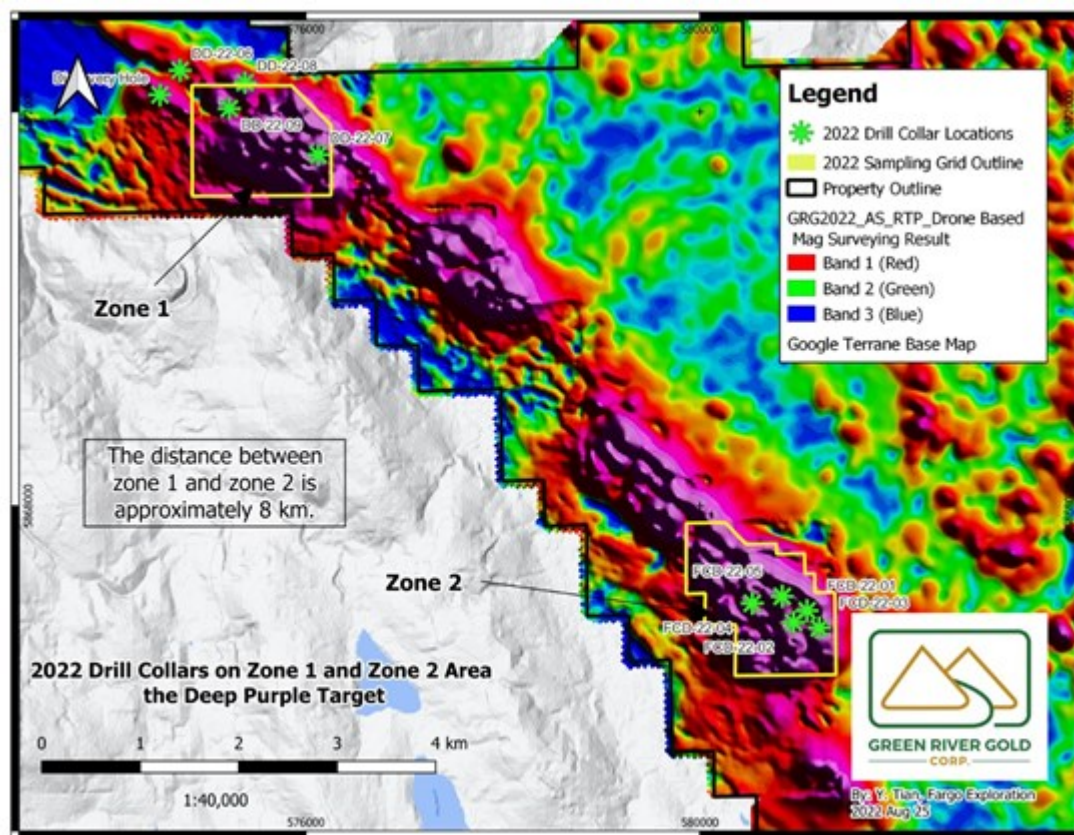 576000
580000
DD-22-06
DD-22-08
Discovery Hole
DD-22-09
DD-22-07
Legend
2022 Drill Collar Locations
2022 Sampling Grid Outline
Property Outline
GRG2022_AS_RTP_Drone Based
Mag Surveying Result
Band 1 (Red)
Band 2 (Green)
Band 3 (Blue)
Google Terrane Base Map
Zone 1
The distance between
zone 1 and zone 2 is
approximately 8 km.
5868000
Zone 2
FCB-22-05
FCB-22-01
FCD-22-03
FCD-22-04
FCD-22-02
2022 Drill Collars on Zone 1 and Zone 2 Area
the Deep Purple Target
0 1 2 3 4 km
1:40,000
GREEN RIVER GOLD
CORP.
By: Y. Tian, Fargo Exploration
2022 Aug 25
576000
580000